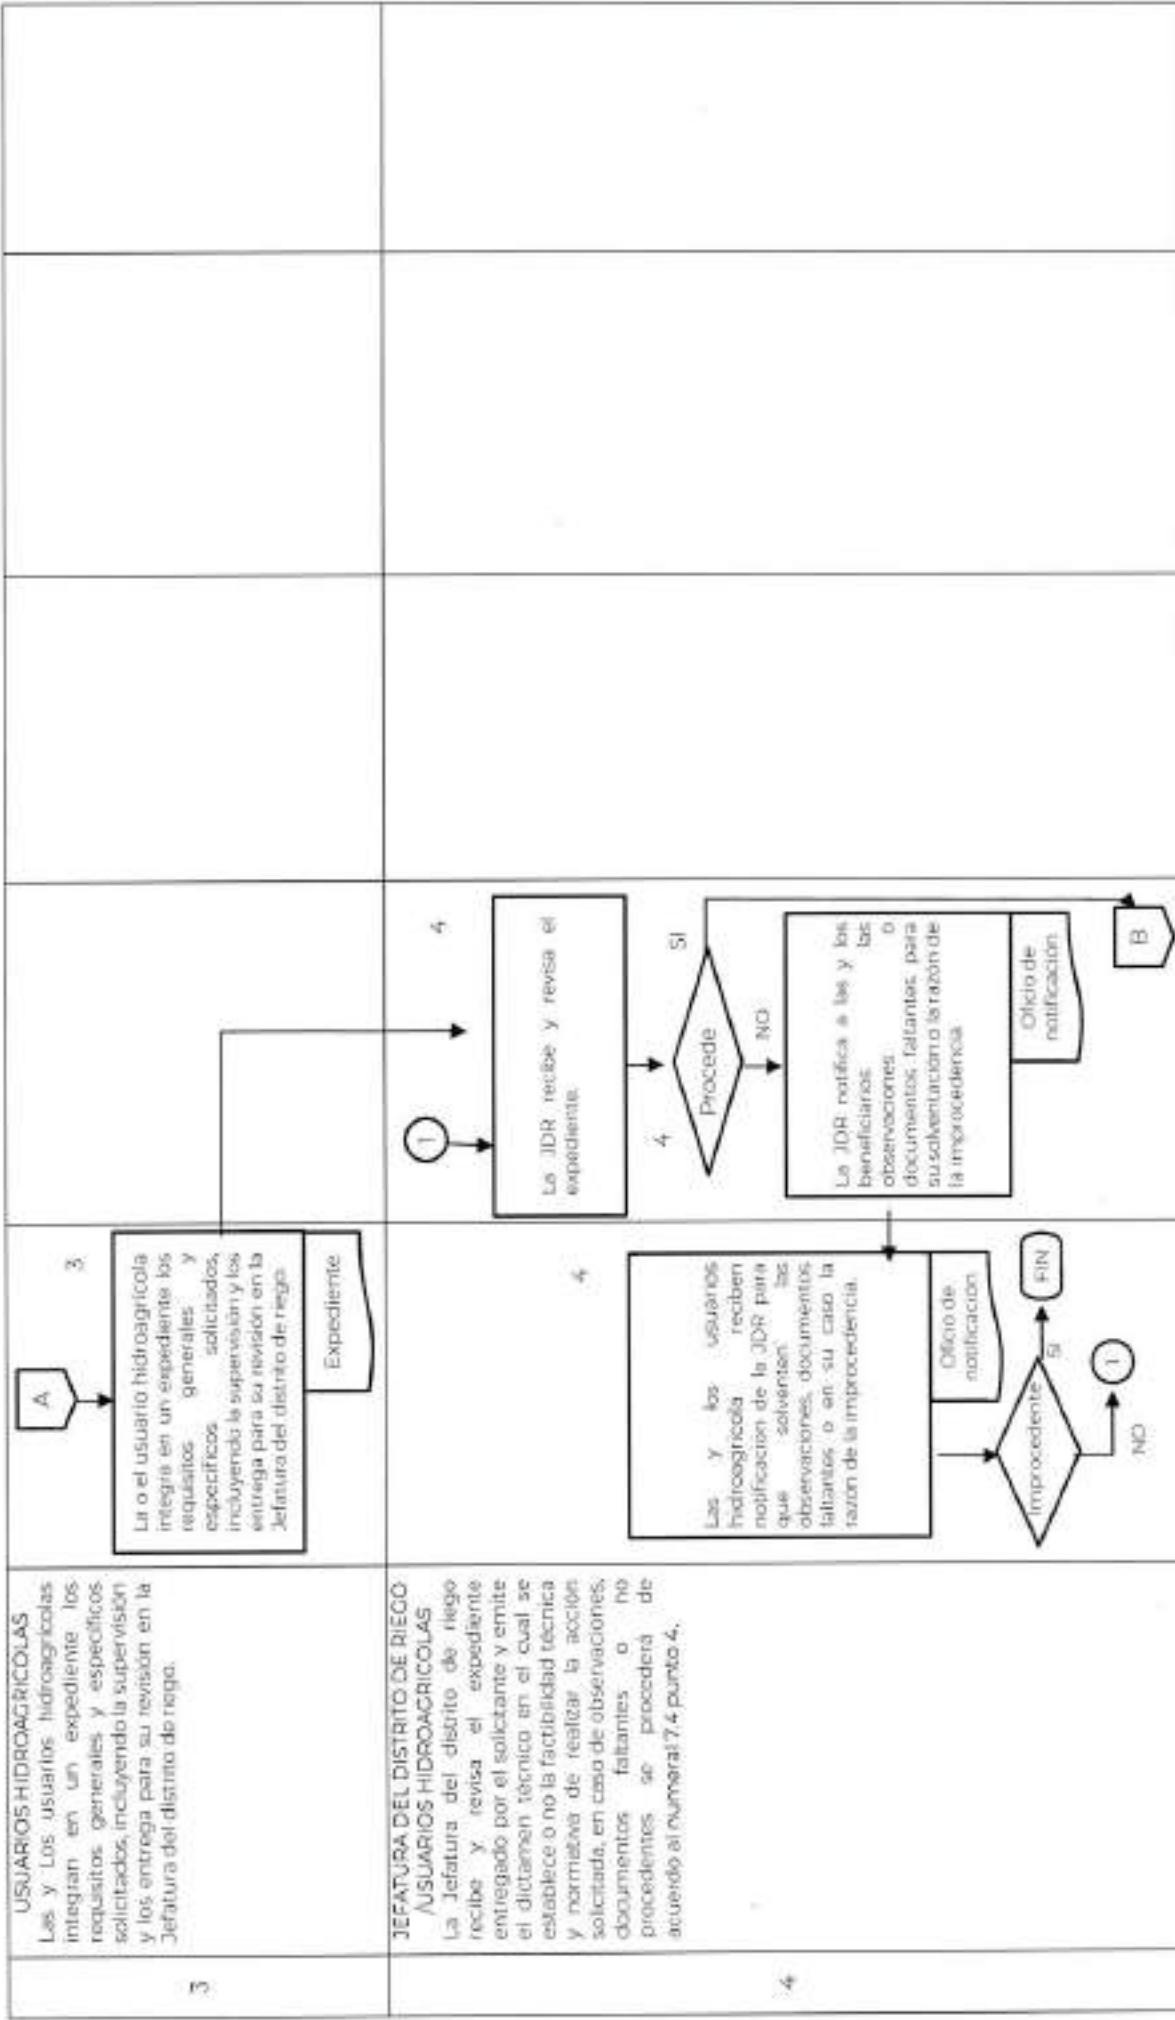 3
USUARIOS HIDROAGRICOLAS
Las y Los usuarios hidroagrícolas
integran en un expediente los
requisitos generales y específicos
solicitados, incluyendo la supervisión
y los entrega para su revisión en la
Jefatura del distrito de riego.
A
3
La o el usuario hidroagrícola
integra en un expediente los
requisitos generales y
específicos solicitados,
incluyendo la supervisión y los
entrega para su revisión en la
Jefatura del distrito de riego.
Expediente
4
JEFATURA DEL DISTRITO DE RIEGO
/USUARIOS HIDROAGRICOLAS
La Jefatura del distrito de riego
recibe y revisa el expediente
entregado por el solicitante y emite
el dictamen técnico en el cual se
establece o no la factibilidad técnica
y normativa de realizar la acción
solicitada, en caso de observaciones,
documentos faltantes o no
procedentes se procederá de
acuerdo al numeral 7.4 punto 4.
1
4
La JDR recibe y revisa el
expediente.
4
Procede
SI
NO
La JDR notifica a las y los
beneficiarios las
observaciones o
documentos faltantes para
su solventación o la razón de
la improcedencia
Oficio de
notificación
B
4
Las y los usuarios
hidroagrícola reciben
notificación de la JDR para
que solventen las
observaciones, documentos
faltantes o en su caso la
razón de la improcedencia.
Oficio de
notificación
Improcedente
SI
FIN
NO
1